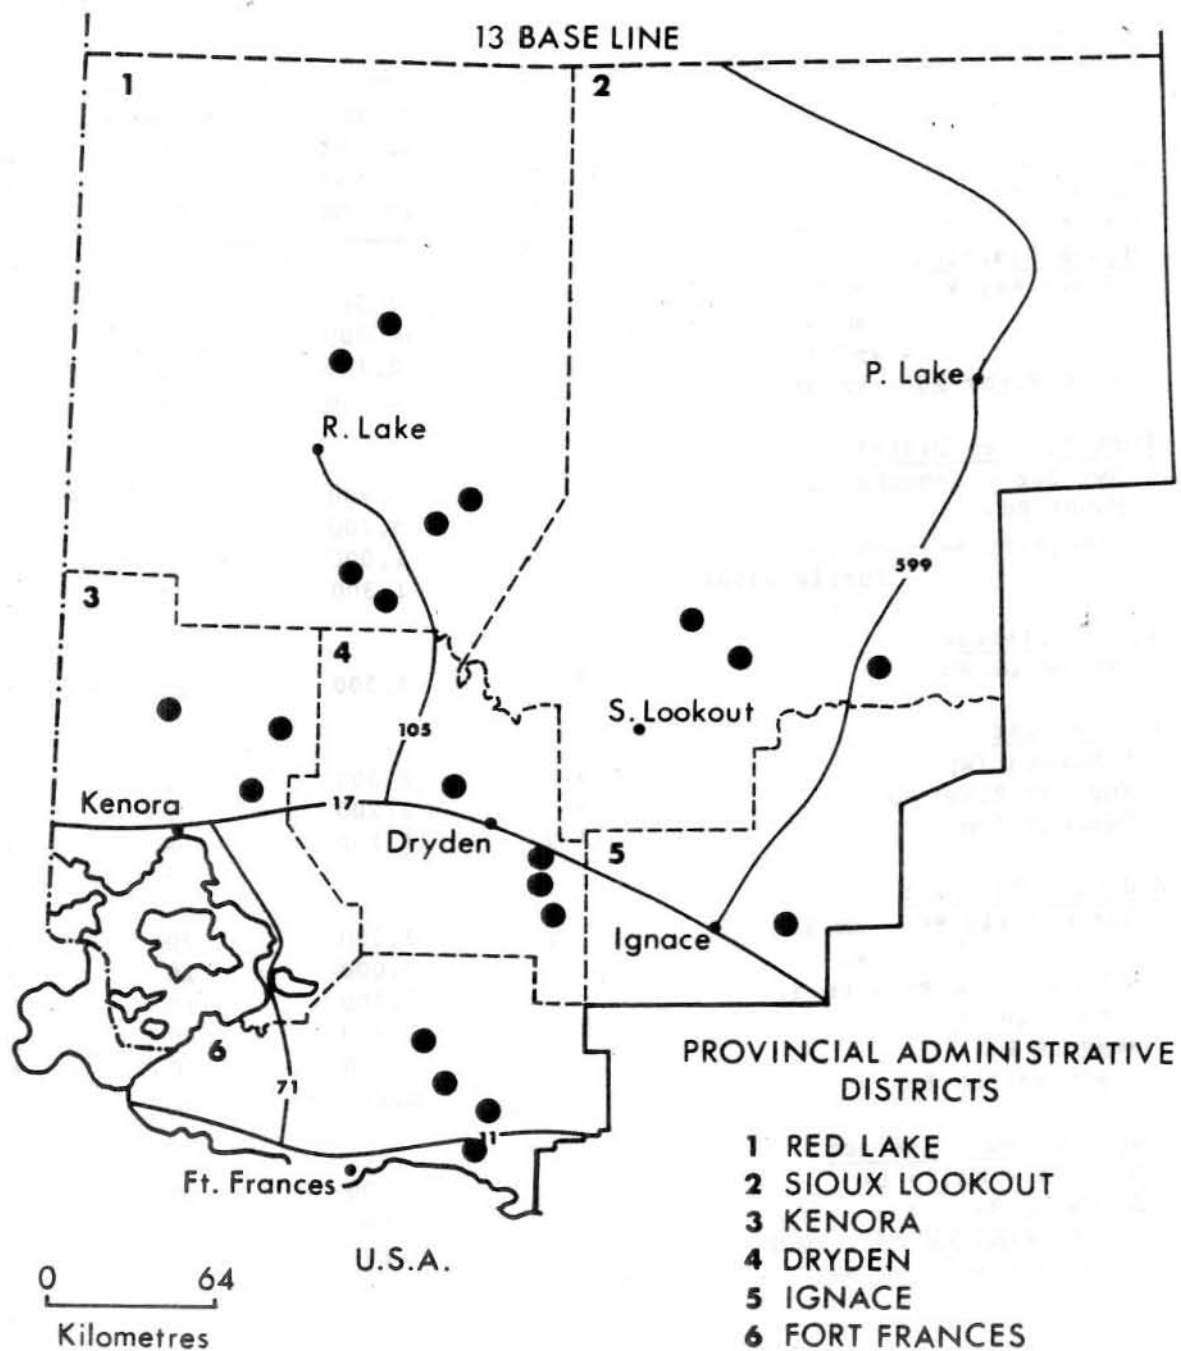 13 BASE LINE
1
2
P. Lake
R. Lake
599
3
4
S. Lookout
105
Kenora
17
Dryden
5
Ignace
6
PROVINCIAL ADMINISTRATIVE
DISTRICTS
71
11
1 RED LAKE
Ft. Frances
2 SIOUX LOOKOUT
3 KENORA
U.S.A.
4 DRYDEN
0 64
5 IGNACE
Kilometres
6 FORT FRANCES